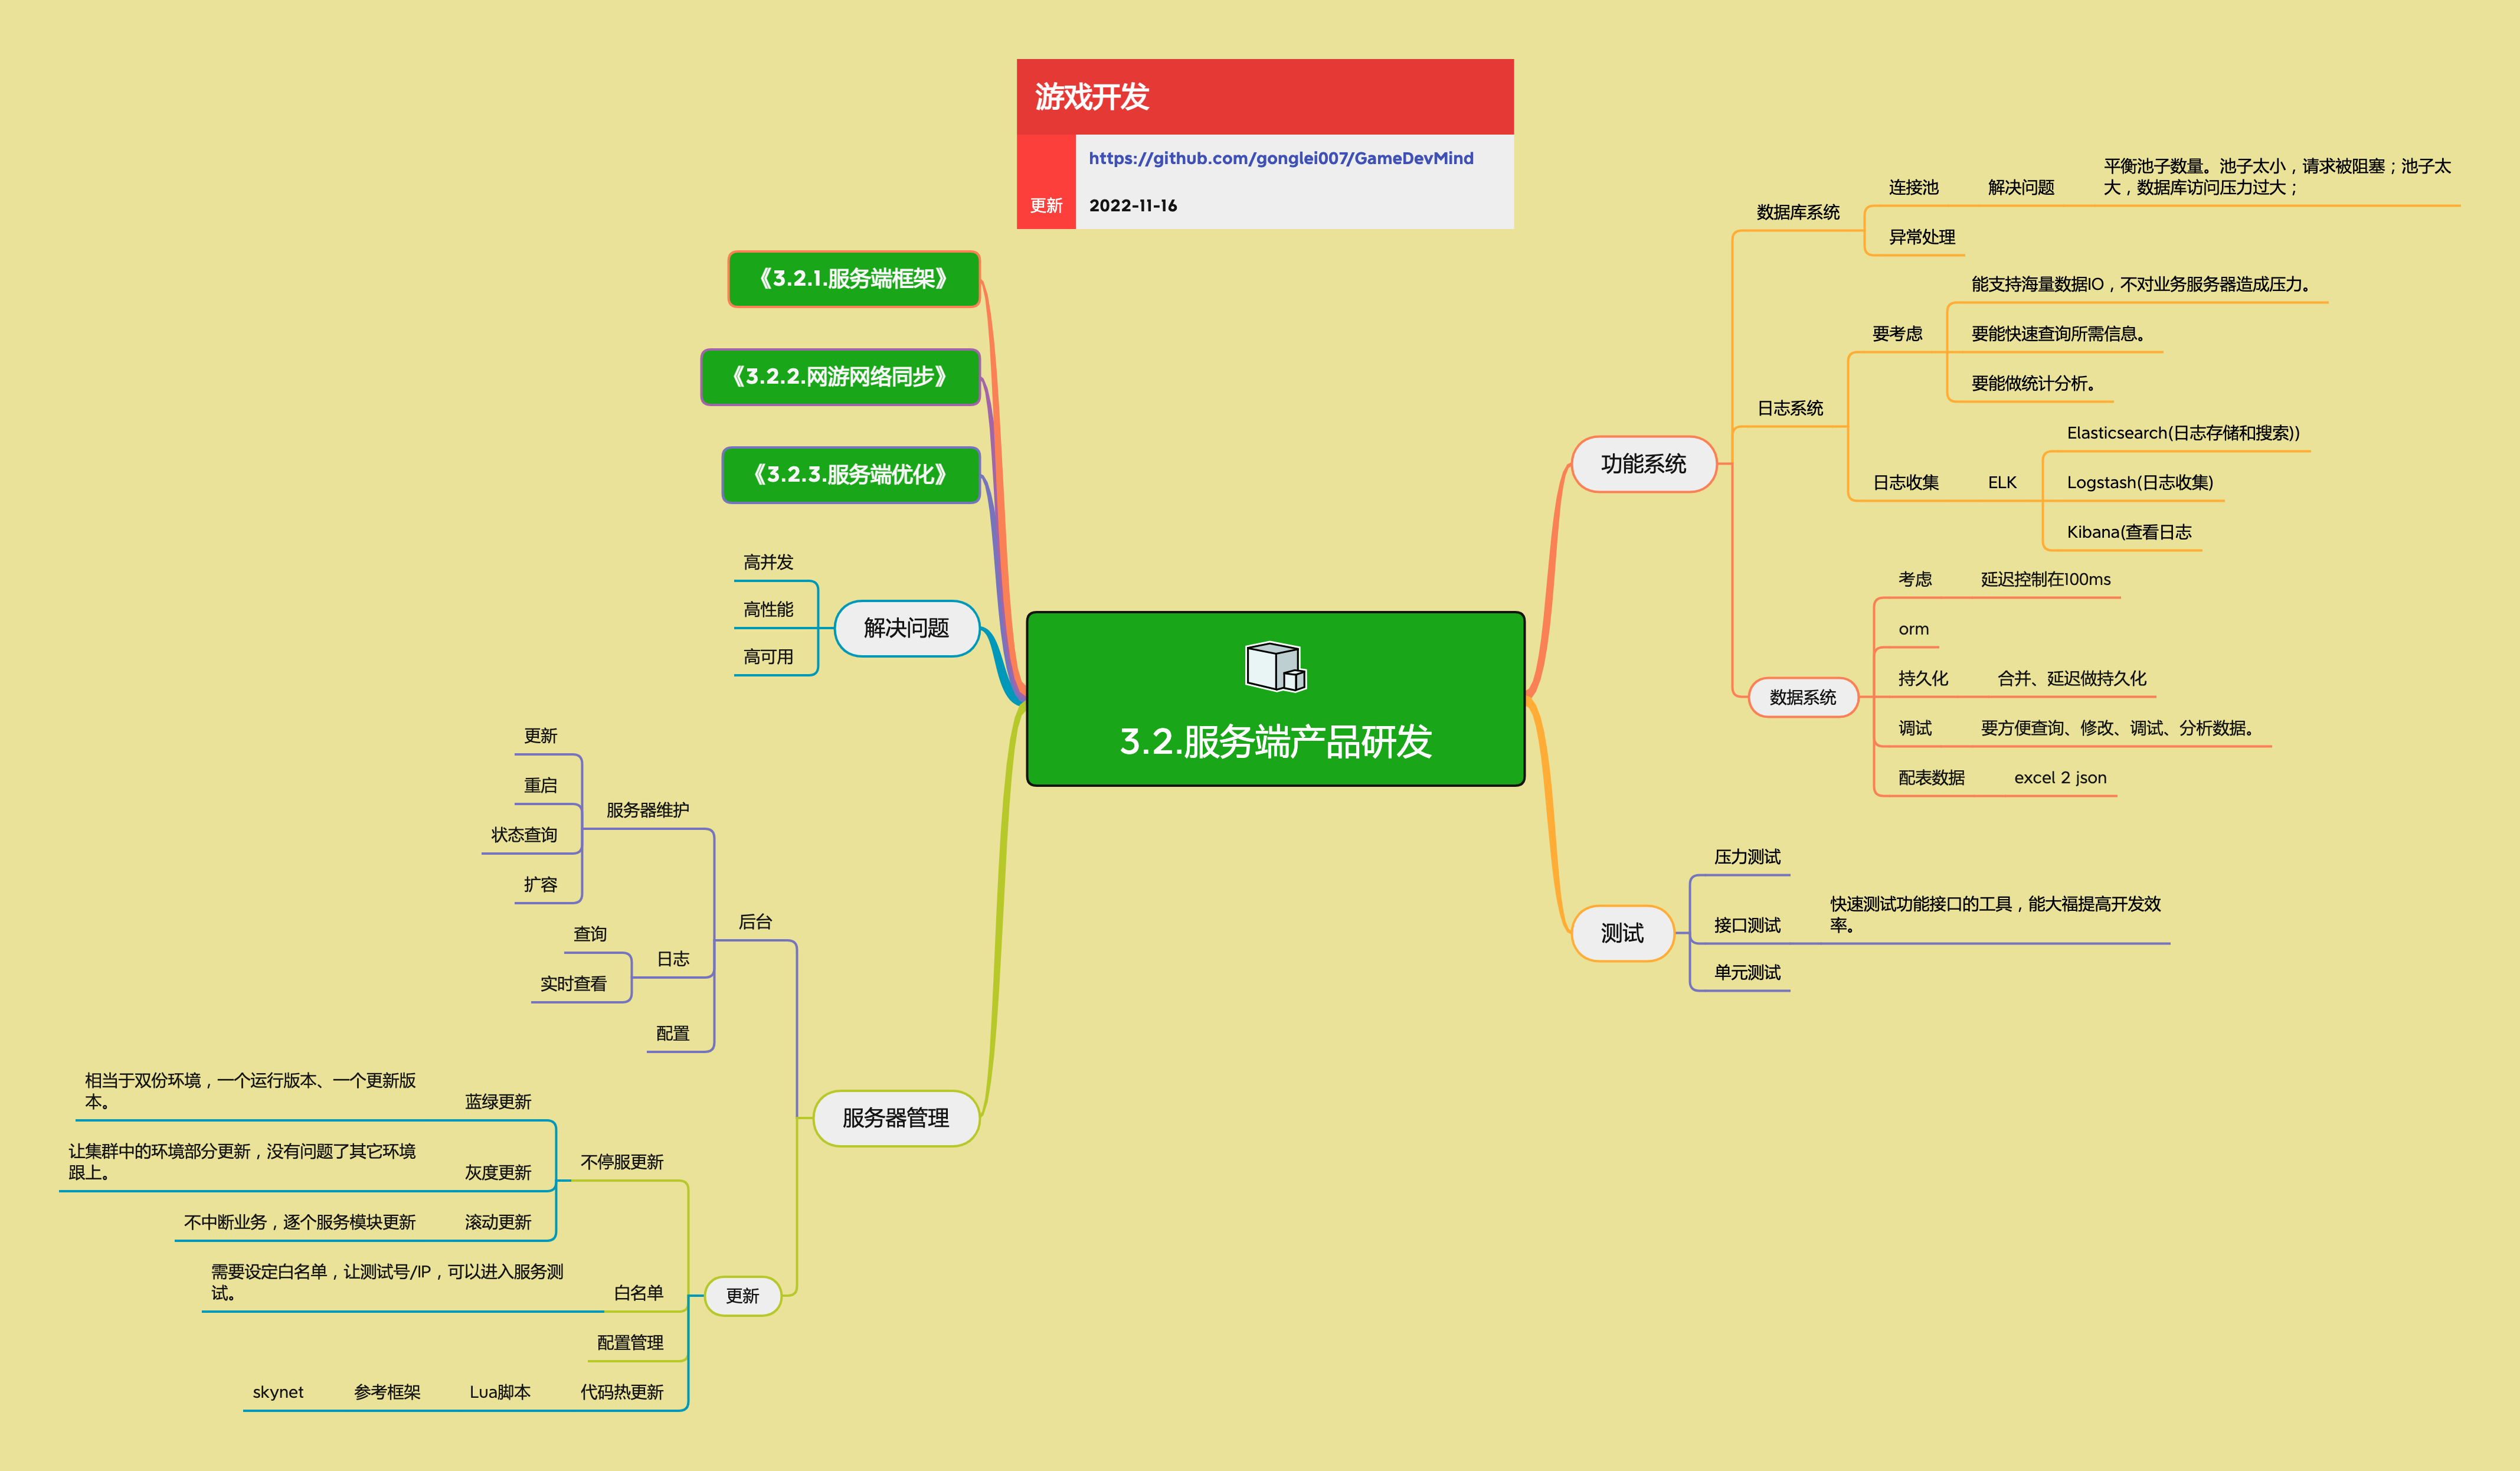 游戏开发
https://github.com/gonglei007/GameDevMind
更新
2022-11-16
《3.2.1.服务端框架》
《3.2.2.网游网络同步》
《3.2.3.服务端优化》
高并发
高性能
高可用
解决问题
3.2.服务端产品研发
更新
重启
状态查询
扩容
服务器维护
查询
实时查看
日志
配置
后台
服务器管理
相当于双份环境，一个运行版本、一个更新版
本。
蓝绿更新
让集群中的环境部分更新，没有问题了其它环境
跟上。
灰度更新
不中断业务，逐个服务模块更新
滚动更新
不停服更新
需要设定白名单，让测试号/IP，可以进入服务测
试。
白名单
配置管理
skynet
参考框架
Lua脚本
代码热更新
更新
功能系统
数据库系统
连接池
解决问题
平衡池子数量。池子太小，请求被阻塞；池子太
大，数据库访问压力过大；
异常处理
日志系统
要考虑
能支持海量数据IO，不对业务服务器造成压力。
要能快速查询所需信息。
要能做统计分析。
日志收集
ELK
Elasticsearch(日志存储和搜索))
Logstash(日志收集)
Kibana(查看日志
数据系统
考虑
延迟控制在100ms
orm
持久化
合并、延迟做持久化
调试
要方便查询、修改、调试、分析数据。
配表数据
excel 2 json
测试
压力测试
接口测试
快速测试功能接口的工具，能大福提高开发效
率。
单元测试